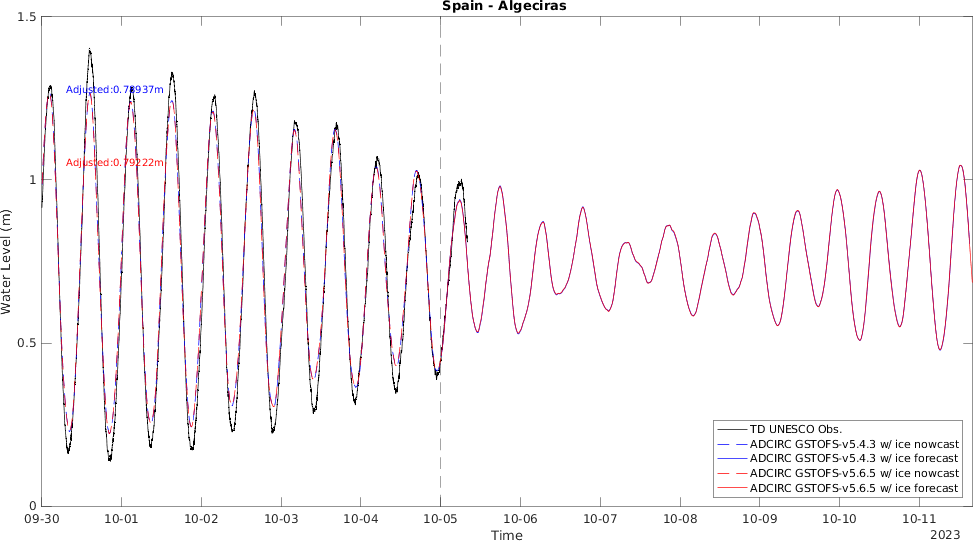 Spain - Algeciras
1.5
Adjusted:0.78937m
Adjusted:0.79222m
1
Water Level (m)
0.5
TD UNESCO Obs.
ADCIRC GSTOFS-v5.4.3 w/ ice nowcast
ADCIRC GSTOFS-v5.4.3 w/ ice forecast
ADCIRC GSTOFS-v5.6.5 w/ ice nowcast
ADCIRC GSTOFS-v5.6.5 w/ ice forecast
0
09-30 10-01 10-02 10-03 10-04 10-05 10-06 10-07 10-08 10-09 10-10 10-11
Time
2023